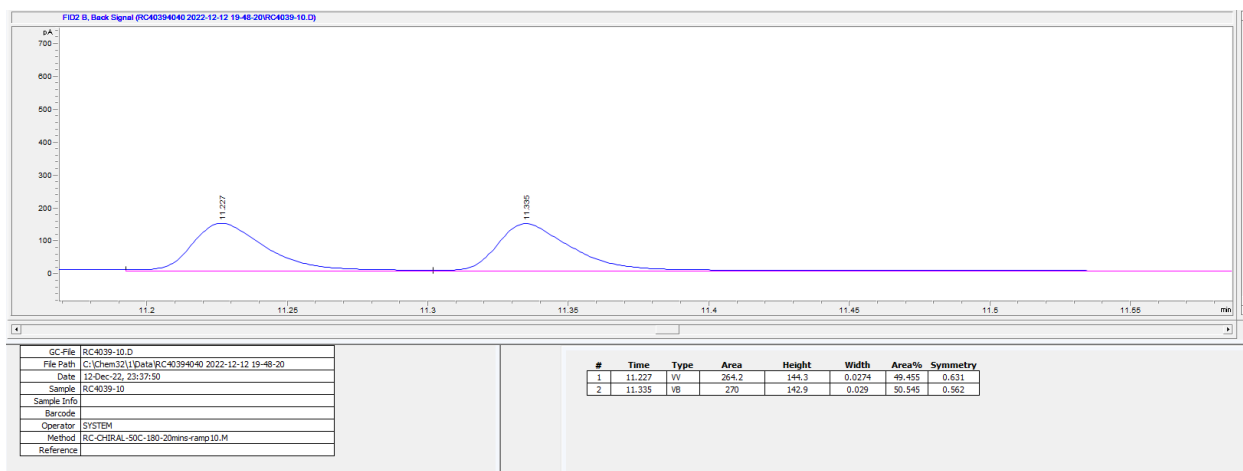 FID2 B, Back Signal (RC40394040 2022-12-12 19-48-20\RC4039-10.D)
pA
700
600
500
400
300
200
100
0
11.227
11.335
11.2 11.25 11.3 11.35 11.4 11.45 11.5 11.55 min
GC-File RC4039-10.D
File Path C:\Chem32\1\Data\RC40394040 2022-12-12 19-48-20
Date 12-Dec-22, 23:37:50
Sample RC4039-10
Sample Info
Barcode
Operator SYSTEM
Method RC-CHIRAL-50C-180-20mins-ramp10.M
Reference
# Time Type Area Height Width Area% Symmetry
1 11.227 VV 264.2 144.3 0.0274 49.455 0.631
2 11.335 VB 270 142.9 0.029 50.545 0.562